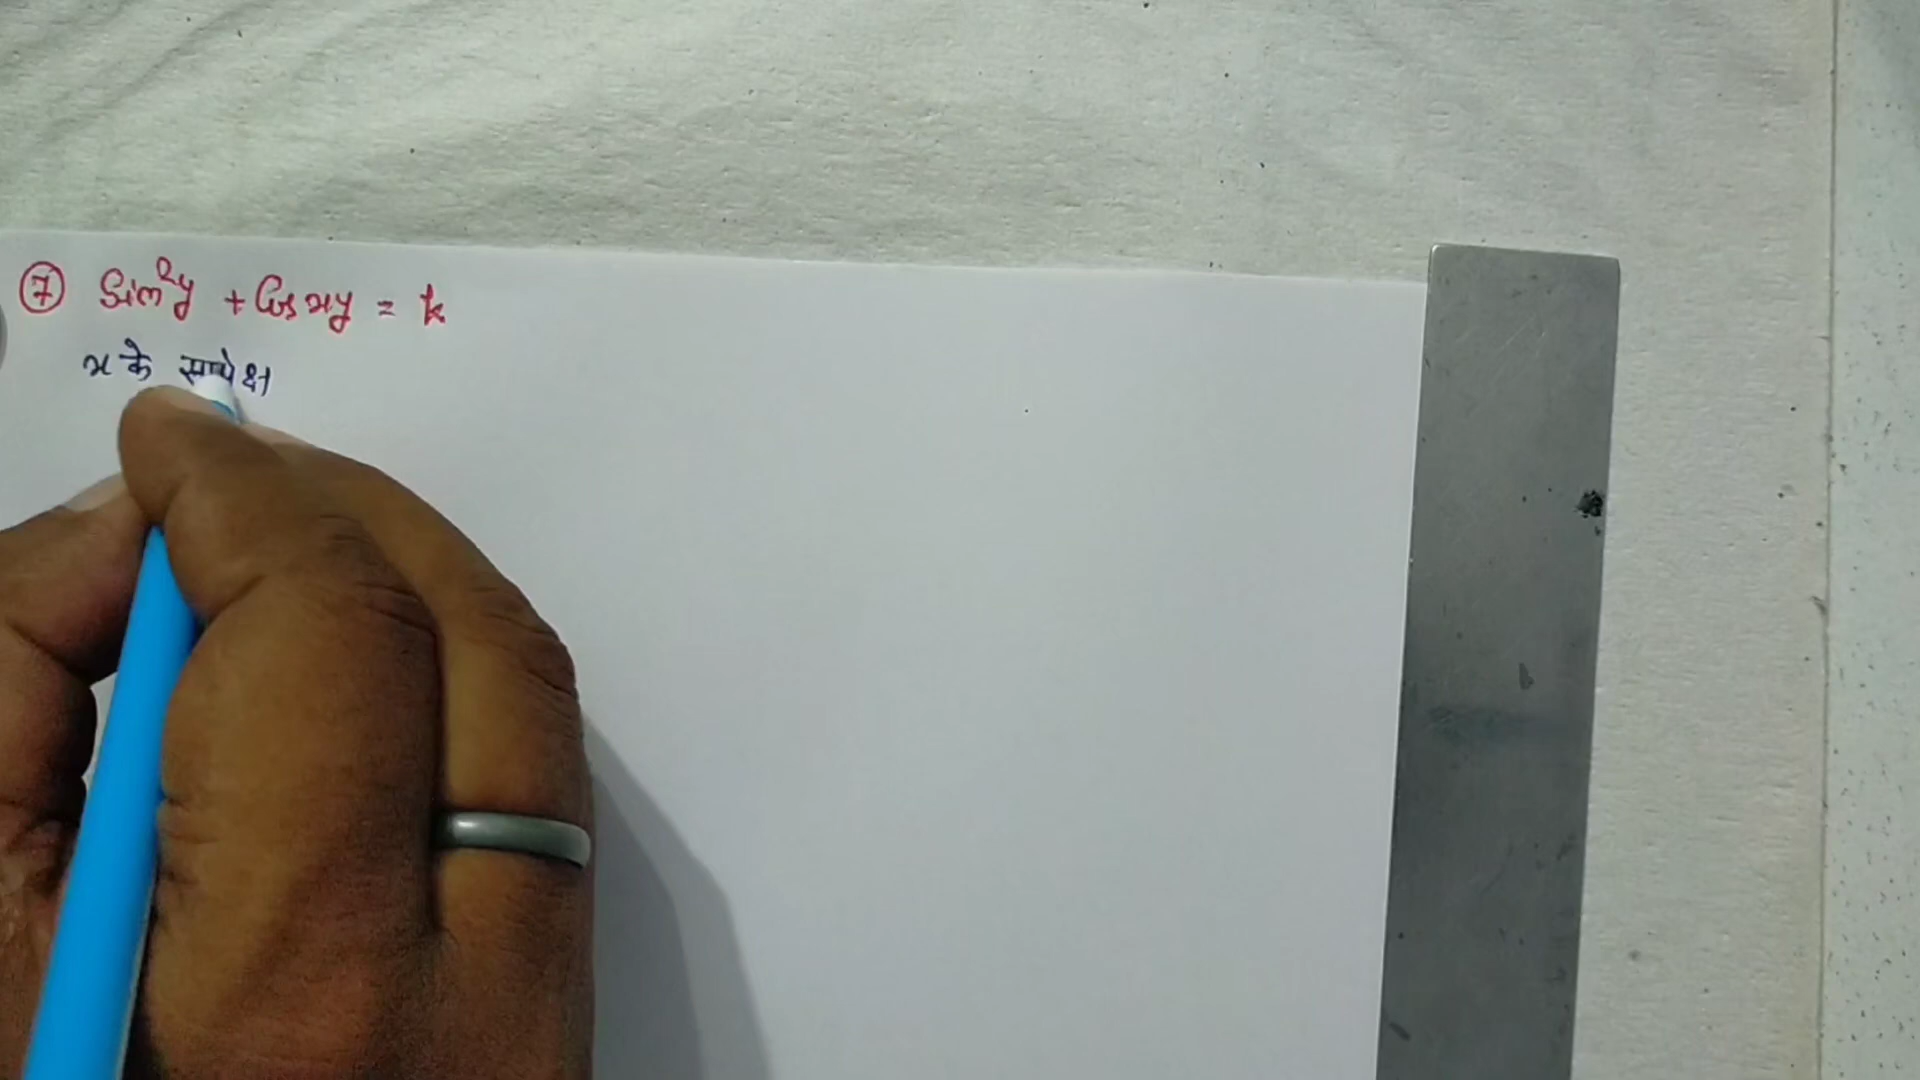 ⑦ Sin²y + Cos xy = k
x के सापेक्ष